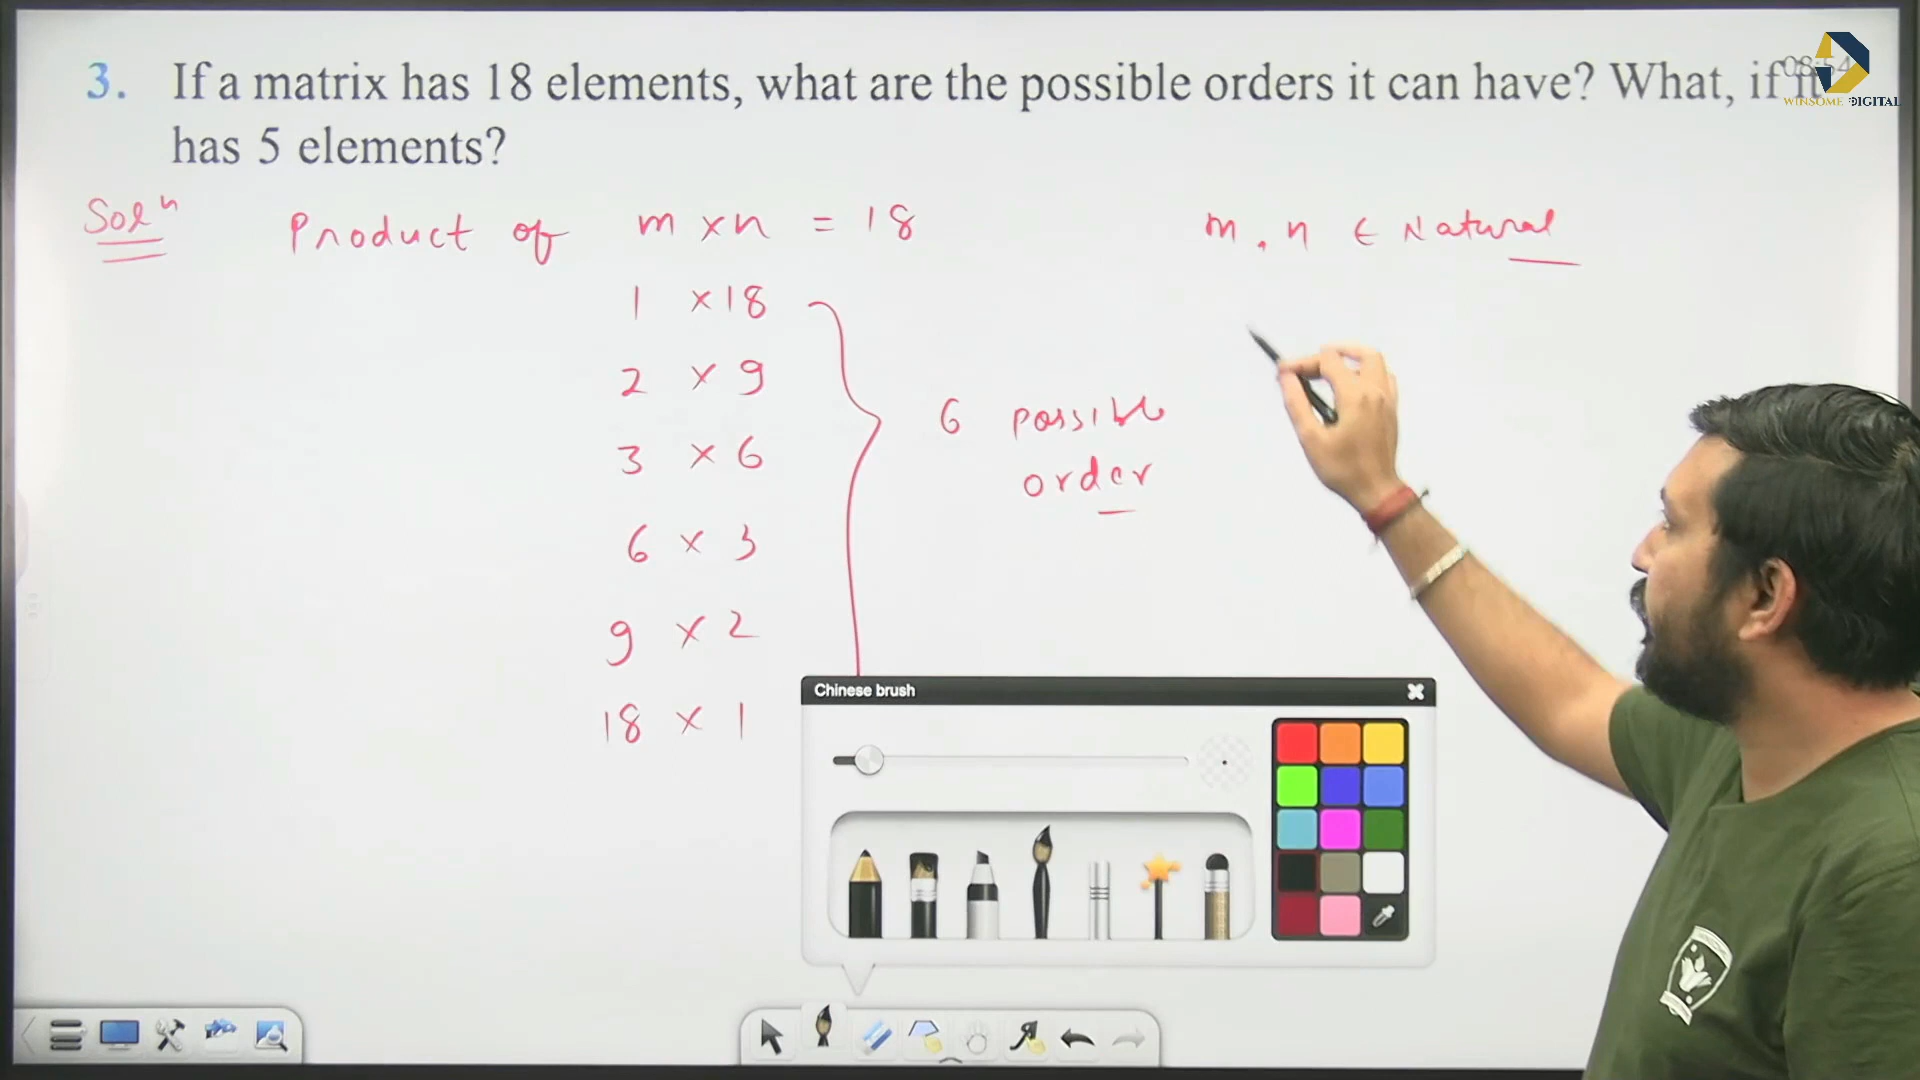 3. If a matrix has 18 elements, what are the possible orders it can have? What, if it
has 5 elements?
08:54
WINSOME DIGITAL
Solⁿ Product of m × n = 18 m, n ∈ Natural
1 × 18
2 × 9
6 possible
3 × 6
order
6 × 3
9 × 2
18 × 1
Chinese brush